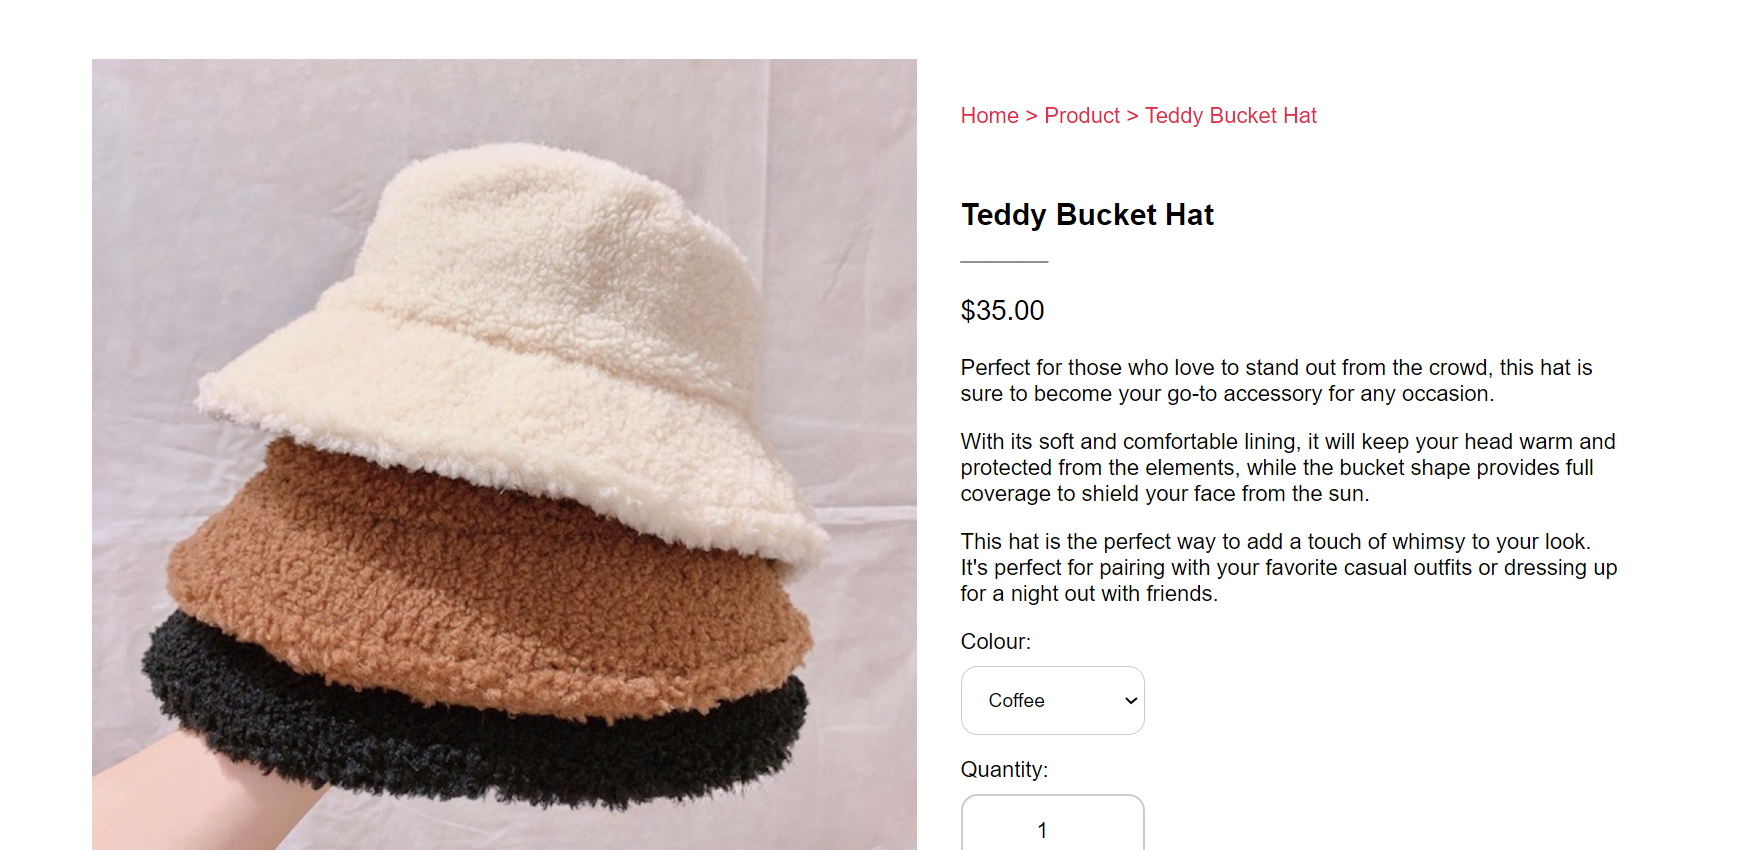 Home > Product > Teddy Bucket Hat
Teddy Bucket Hat
$35.00
Perfect for those who love to stand out from the crowd, this hat is
sure to become your go-to accessory for any occasion.
With its soft and comfortable lining, it will keep your head warm and
protected from the elements, while the bucket shape provides full
coverage to shield your face from the sun.
This hat is the perfect way to add a touch of whimsy to your look.
It's perfect for pairing with your favorite casual outfits or dressing up
for a night out with friends.
Colour:
Coffee
Quantity:
1